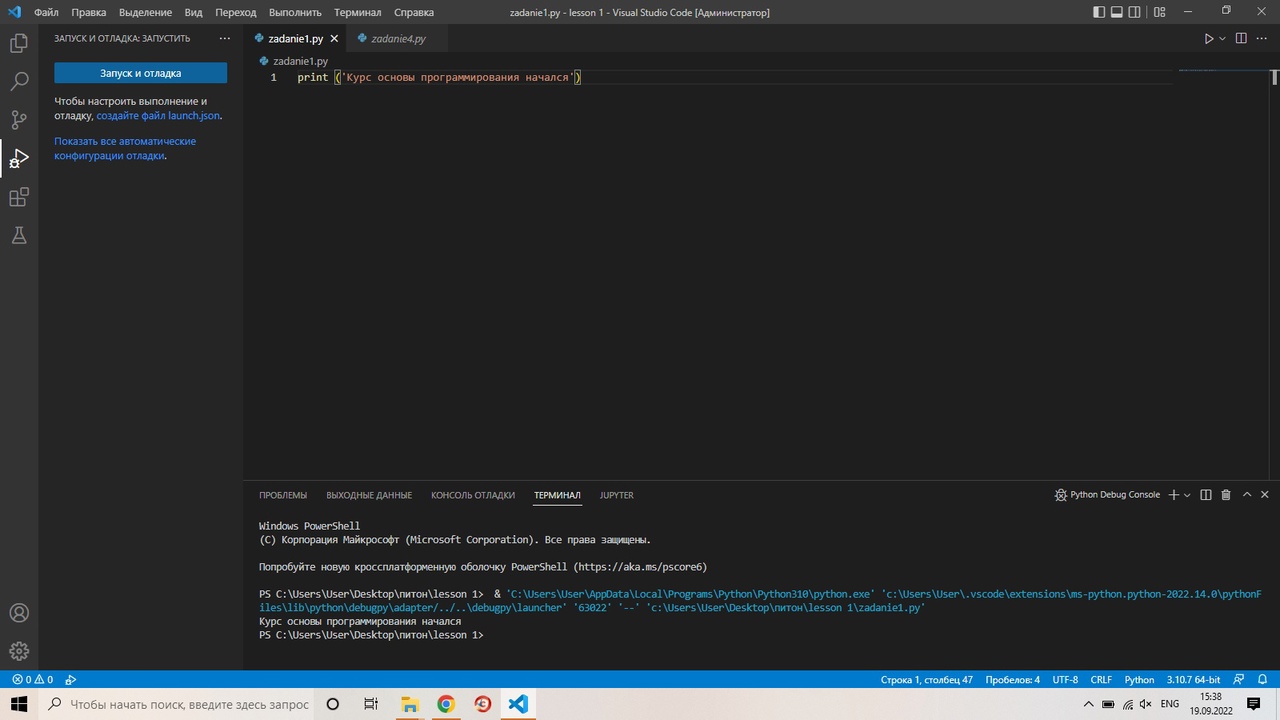 Файл Правка Выделение Вид Переход Выполнить Терминал Справка zadanie1.py - lesson 1 - Visual Studio Code [Администратор]
ЗАПУСК И ОТЛАДКА: ЗАПУСТИТЬ
Запуск и отладка
Чтобы настроить выполнение и
отладку, создайте файл launch.json.
Показать все автоматические
конфигурации отладки.
zadanie1.py zadanie4.py
zadanie1.py
1 print ('Курс основы программирования начался')
ПРОБЛЕМЫ ВЫХОДНЫЕ ДАННЫЕ КОНСОЛЬ ОТЛАДКИ ТЕРМИНАЛ JUPYTER Python Debug Console
Windows PowerShell
(C) Корпорация Майкрософт (Microsoft Corporation). Все права защищены.
Попробуйте новую кроссплатформенную оболочку PowerShell (https://aka.ms/pscore6)
PS C:\Users\User\Desktop\питон\lesson 1>  & 'C:\Users\User\AppData\Local\Programs\Python\Python310\python.exe' 'c:\Users\User\.vscode\extensions\ms-python.python-2022.14.0\pythonF
iles\lib\python\debugpy\adapter/../..\debugpy\launcher' '63022' '--' 'c:\Users\User\Desktop\питон\lesson 1\zadanie1.py'
Курс основы программирования начался
PS C:\Users\User\Desktop\питон\lesson 1>
0 0 Строка 1, столбец 47 Пробелов: 4 UTF-8 CRLF Python 3.10.7 64-bit
Чтобы начать поиск, введите здесь запрос ENG 15:38
19.09.2022